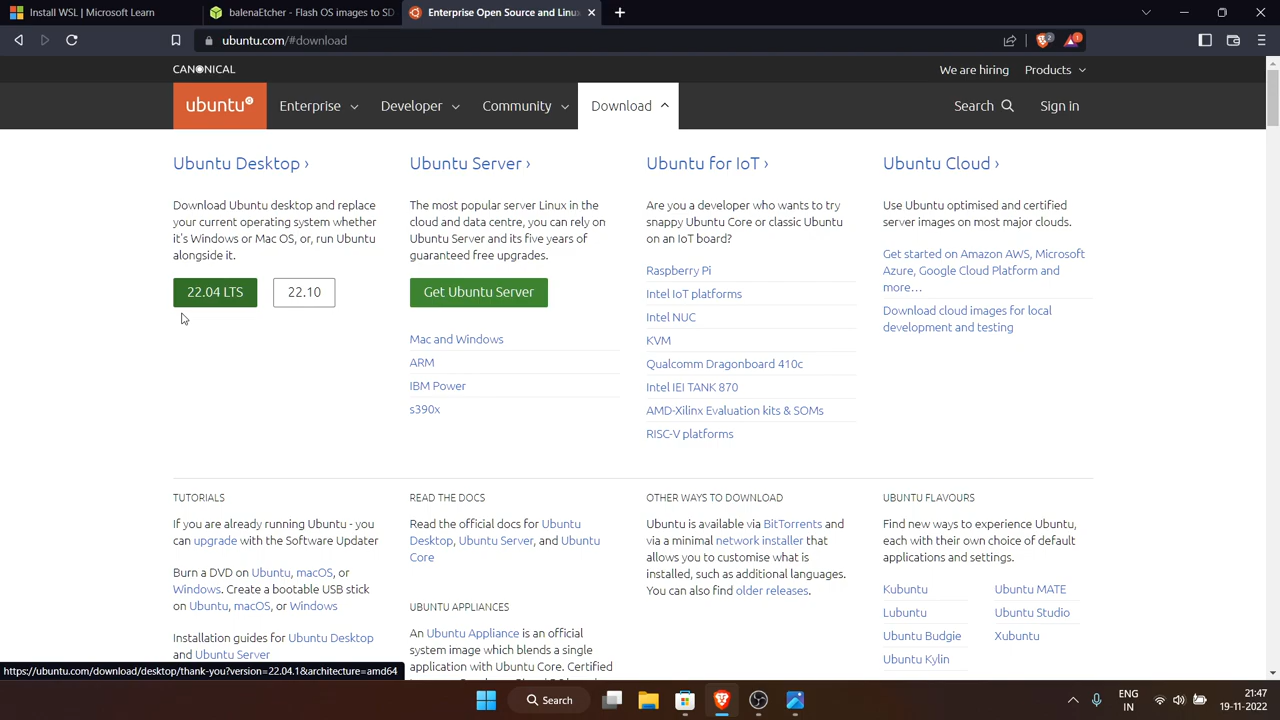 Install WSL | Microsoft Learn
balenaEtcher - Flash OS images to SD
Enterprise Open Source and Linux
ubuntu.com/#download
2
1
CANONICAL
We are hiring
Products
ubuntu
Enterprise
Developer
Community
Download
Search
Sign in
Ubuntu Desktop ›
Download Ubuntu desktop and replace
your current operating system whether
it's Windows or Mac OS, or, run Ubuntu
alongside it.
22.04 LTS
22.10
Ubuntu Server ›
The most popular server Linux in the
cloud and data centre, you can rely on
Ubuntu Server and its five years of
guaranteed free upgrades.
Get Ubuntu Server
Mac and Windows
ARM
IBM Power
s390x
Ubuntu for IoT ›
Are you a developer who wants to try
snappy Ubuntu Core or classic Ubuntu
on an IoT board?
Raspberry Pi
Intel IoT platforms
Intel NUC
KVM
Qualcomm Dragonboard 410c
Intel IEI TANK 870
AMD-Xilinx Evaluation kits & SOMs
RISC-V platforms
Ubuntu Cloud ›
Use Ubuntu optimised and certified
server images on most major clouds.
Get started on Amazon AWS, Microsoft
Azure, Google Cloud Platform and
more…
Download cloud images for local
development and testing
TUTORIALS
If you are already running Ubuntu - you
can upgrade with the Software Updater
Burn a DVD on Ubuntu, macOS, or
Windows. Create a bootable USB stick
on Ubuntu, macOS, or Windows
Installation guides for Ubuntu Desktop
and Ubuntu Server
READ THE DOCS
Read the official docs for Ubuntu
Desktop, Ubuntu Server, and Ubuntu
Core
UBUNTU APPLIANCES
An Ubuntu Appliance is an official
system image which blends a single
application with Ubuntu Core. Certified
OTHER WAYS TO DOWNLOAD
Ubuntu is available via BitTorrents and
via a minimal network installer that
allows you to customise what is
installed, such as additional languages.
You can also find older releases.
UBUNTU FLAVOURS
Find new ways to experience Ubuntu,
each with their own choice of default
applications and settings.
Kubuntu
Ubuntu MATE
Lubuntu
Ubuntu Studio
Ubuntu Budgie
Xubuntu
Ubuntu Kylin
https://ubuntu.com/download/desktop/thank-you?version=22.04.1&architecture=amd64
Search
ENG
IN
21:47
19-11-2022